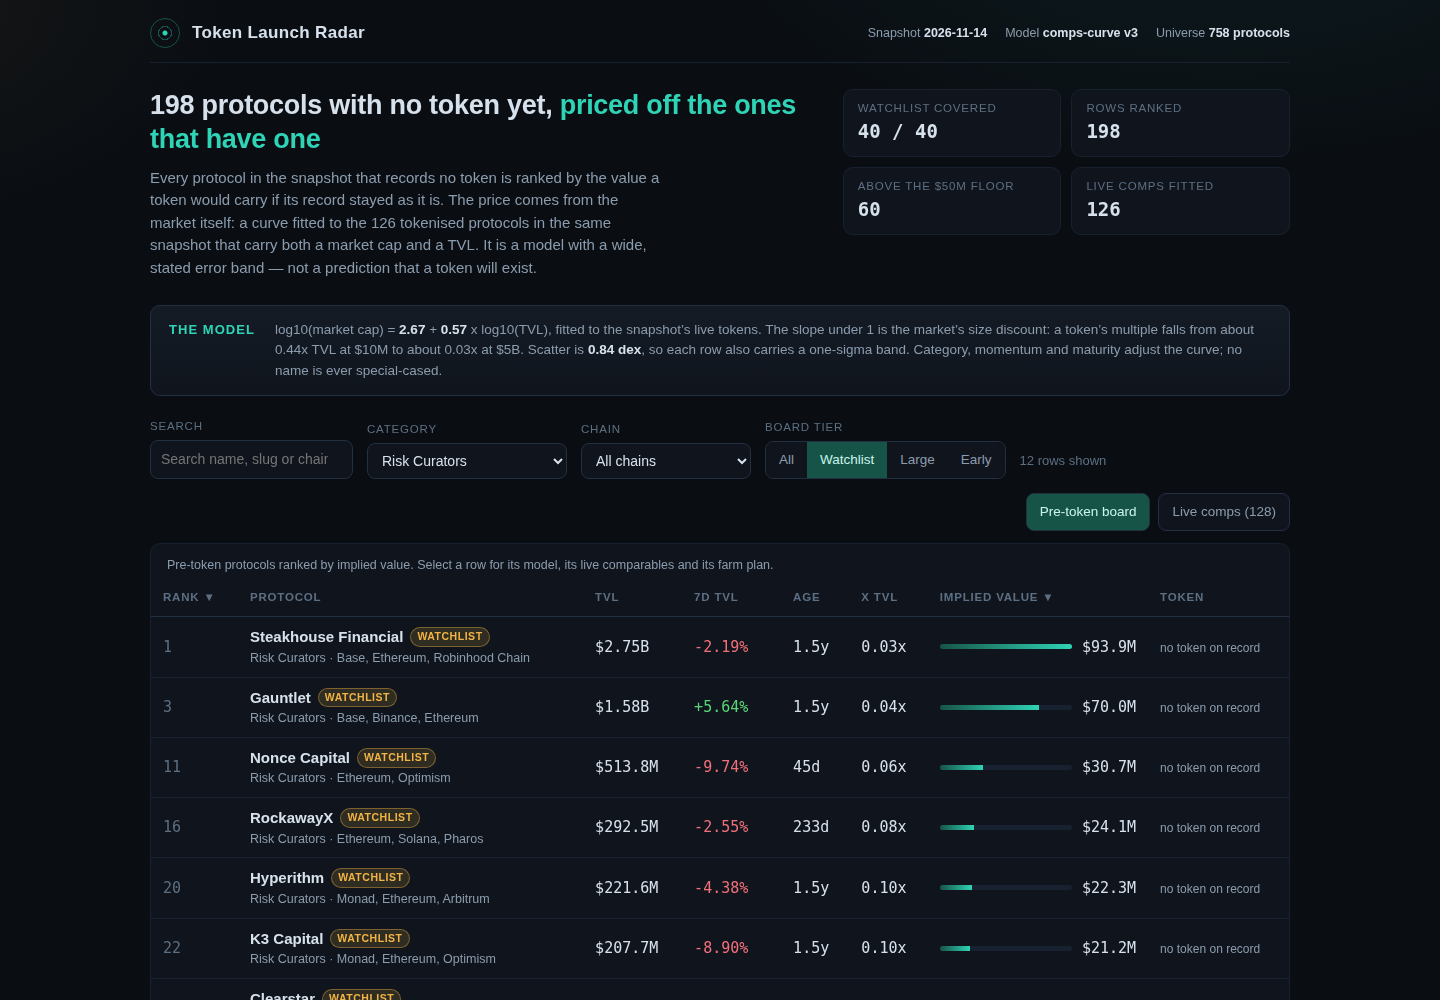 Token Launch Radar
Snapshot 2026-11-14 Model comps-curve v3 Universe 758 protocols
198 protocols with no token yet, priced off the ones
that have one
Every protocol in the snapshot that records no token is ranked by the value a
token would carry if its record stayed as it is. The price comes from the
market itself: a curve fitted to the 126 tokenised protocols in the same
snapshot that carry both a market cap and a TVL. It is a model with a wide,
stated error band — not a prediction that a token will exist.
WATCHLIST COVERED
40 / 40
ROWS RANKED
198
ABOVE THE $50M FLOOR
60
LIVE COMPS FITTED
126
THE MODEL
log10(market cap) = 2.67 + 0.57 x log10(TVL), fitted to the snapshot's live tokens. The slope under 1 is the market's size discount: a token's multiple falls from about
0.44x TVL at $10M to about 0.03x at $5B. Scatter is 0.84 dex, so each row also carries a one-sigma band. Category, momentum and maturity adjust the curve; no
name is ever special-cased.
SEARCH
Search name, slug or chain
CATEGORY
Risk Curators
CHAIN
All chains
BOARD TIER
All Watchlist Large Early
12 rows shown
Pre-token board Live comps (128)
Pre-token protocols ranked by implied value. Select a row for its model, its live comparables and its farm plan.
RANK ▼ PROTOCOL TVL 7D TVL AGE X TVL IMPLIED VALUE ▼ TOKEN
1 Steakhouse Financial WATCHLIST $2.75B -2.19% 1.5y 0.03x $93.9M no token on record
Risk Curators · Base, Ethereum, Robinhood Chain
3 Gauntlet WATCHLIST $1.58B +5.64% 1.5y 0.04x $70.0M no token on record
Risk Curators · Base, Binance, Ethereum
11 Nonce Capital WATCHLIST $513.8M -9.74% 45d 0.06x $30.7M no token on record
Risk Curators · Ethereum, Optimism
16 RockawayX WATCHLIST $292.5M -2.55% 233d 0.08x $24.1M no token on record
Risk Curators · Ethereum, Solana, Pharos
20 Hyperithm WATCHLIST $221.6M -4.38% 1.5y 0.10x $22.3M no token on record
Risk Curators · Monad, Ethereum, Arbitrum
22 K3 Capital WATCHLIST $207.7M -8.90% 1.5y 0.10x $21.2M no token on record
Risk Curators · Monad, Ethereum, Optimism
Clearstar WATCHLIST